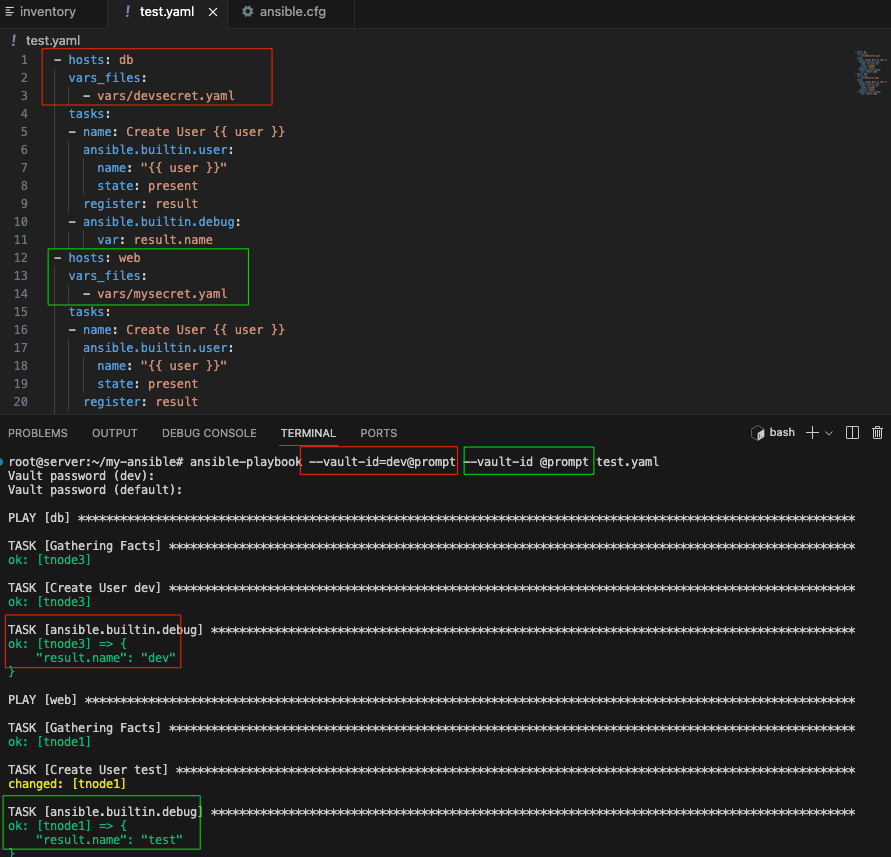 inventory
! test.yaml ×
ansible.cfg
! test.yaml
1 - hosts: db
2 vars_files:
3 - vars/devsecret.yaml
4 tasks:
5 - name: Create User {{ user }}
6 ansible.builtin.user:
7 name: "{{ user }}"
8 state: present
9 register: result
10 - ansible.builtin.debug:
11 var: result.name
12 - hosts: web
13 vars_files:
14 - vars/mysecret.yaml
15 tasks:
16 - name: Create User {{ user }}
17 ansible.builtin.user:
18 name: "{{ user }}"
19 state: present
20 register: result
PROBLEMS OUTPUT DEBUG CONSOLE TERMINAL PORTS bash
root@server:~/my-ansible# ansible-playbook --vault-id=dev@prompt --vault-id @prompt test.yaml
Vault password (dev):
Vault password (default):
PLAY [db] ************************************************************************************************************
TASK [Gathering Facts] ***********************************************************************************************
ok: [tnode3]
TASK [Create User dev] ***********************************************************************************************
ok: [tnode3]
TASK [ansible.builtin.debug] *****************************************************************************************
ok: [tnode3] => {
"result.name": "dev"
}
PLAY [web] ***********************************************************************************************************
TASK [Gathering Facts] ***********************************************************************************************
ok: [tnode1]
TASK [Create User test] **********************************************************************************************
changed: [tnode1]
TASK [ansible.builtin.debug] *****************************************************************************************
ok: [tnode1] => {
"result.name": "test"
}